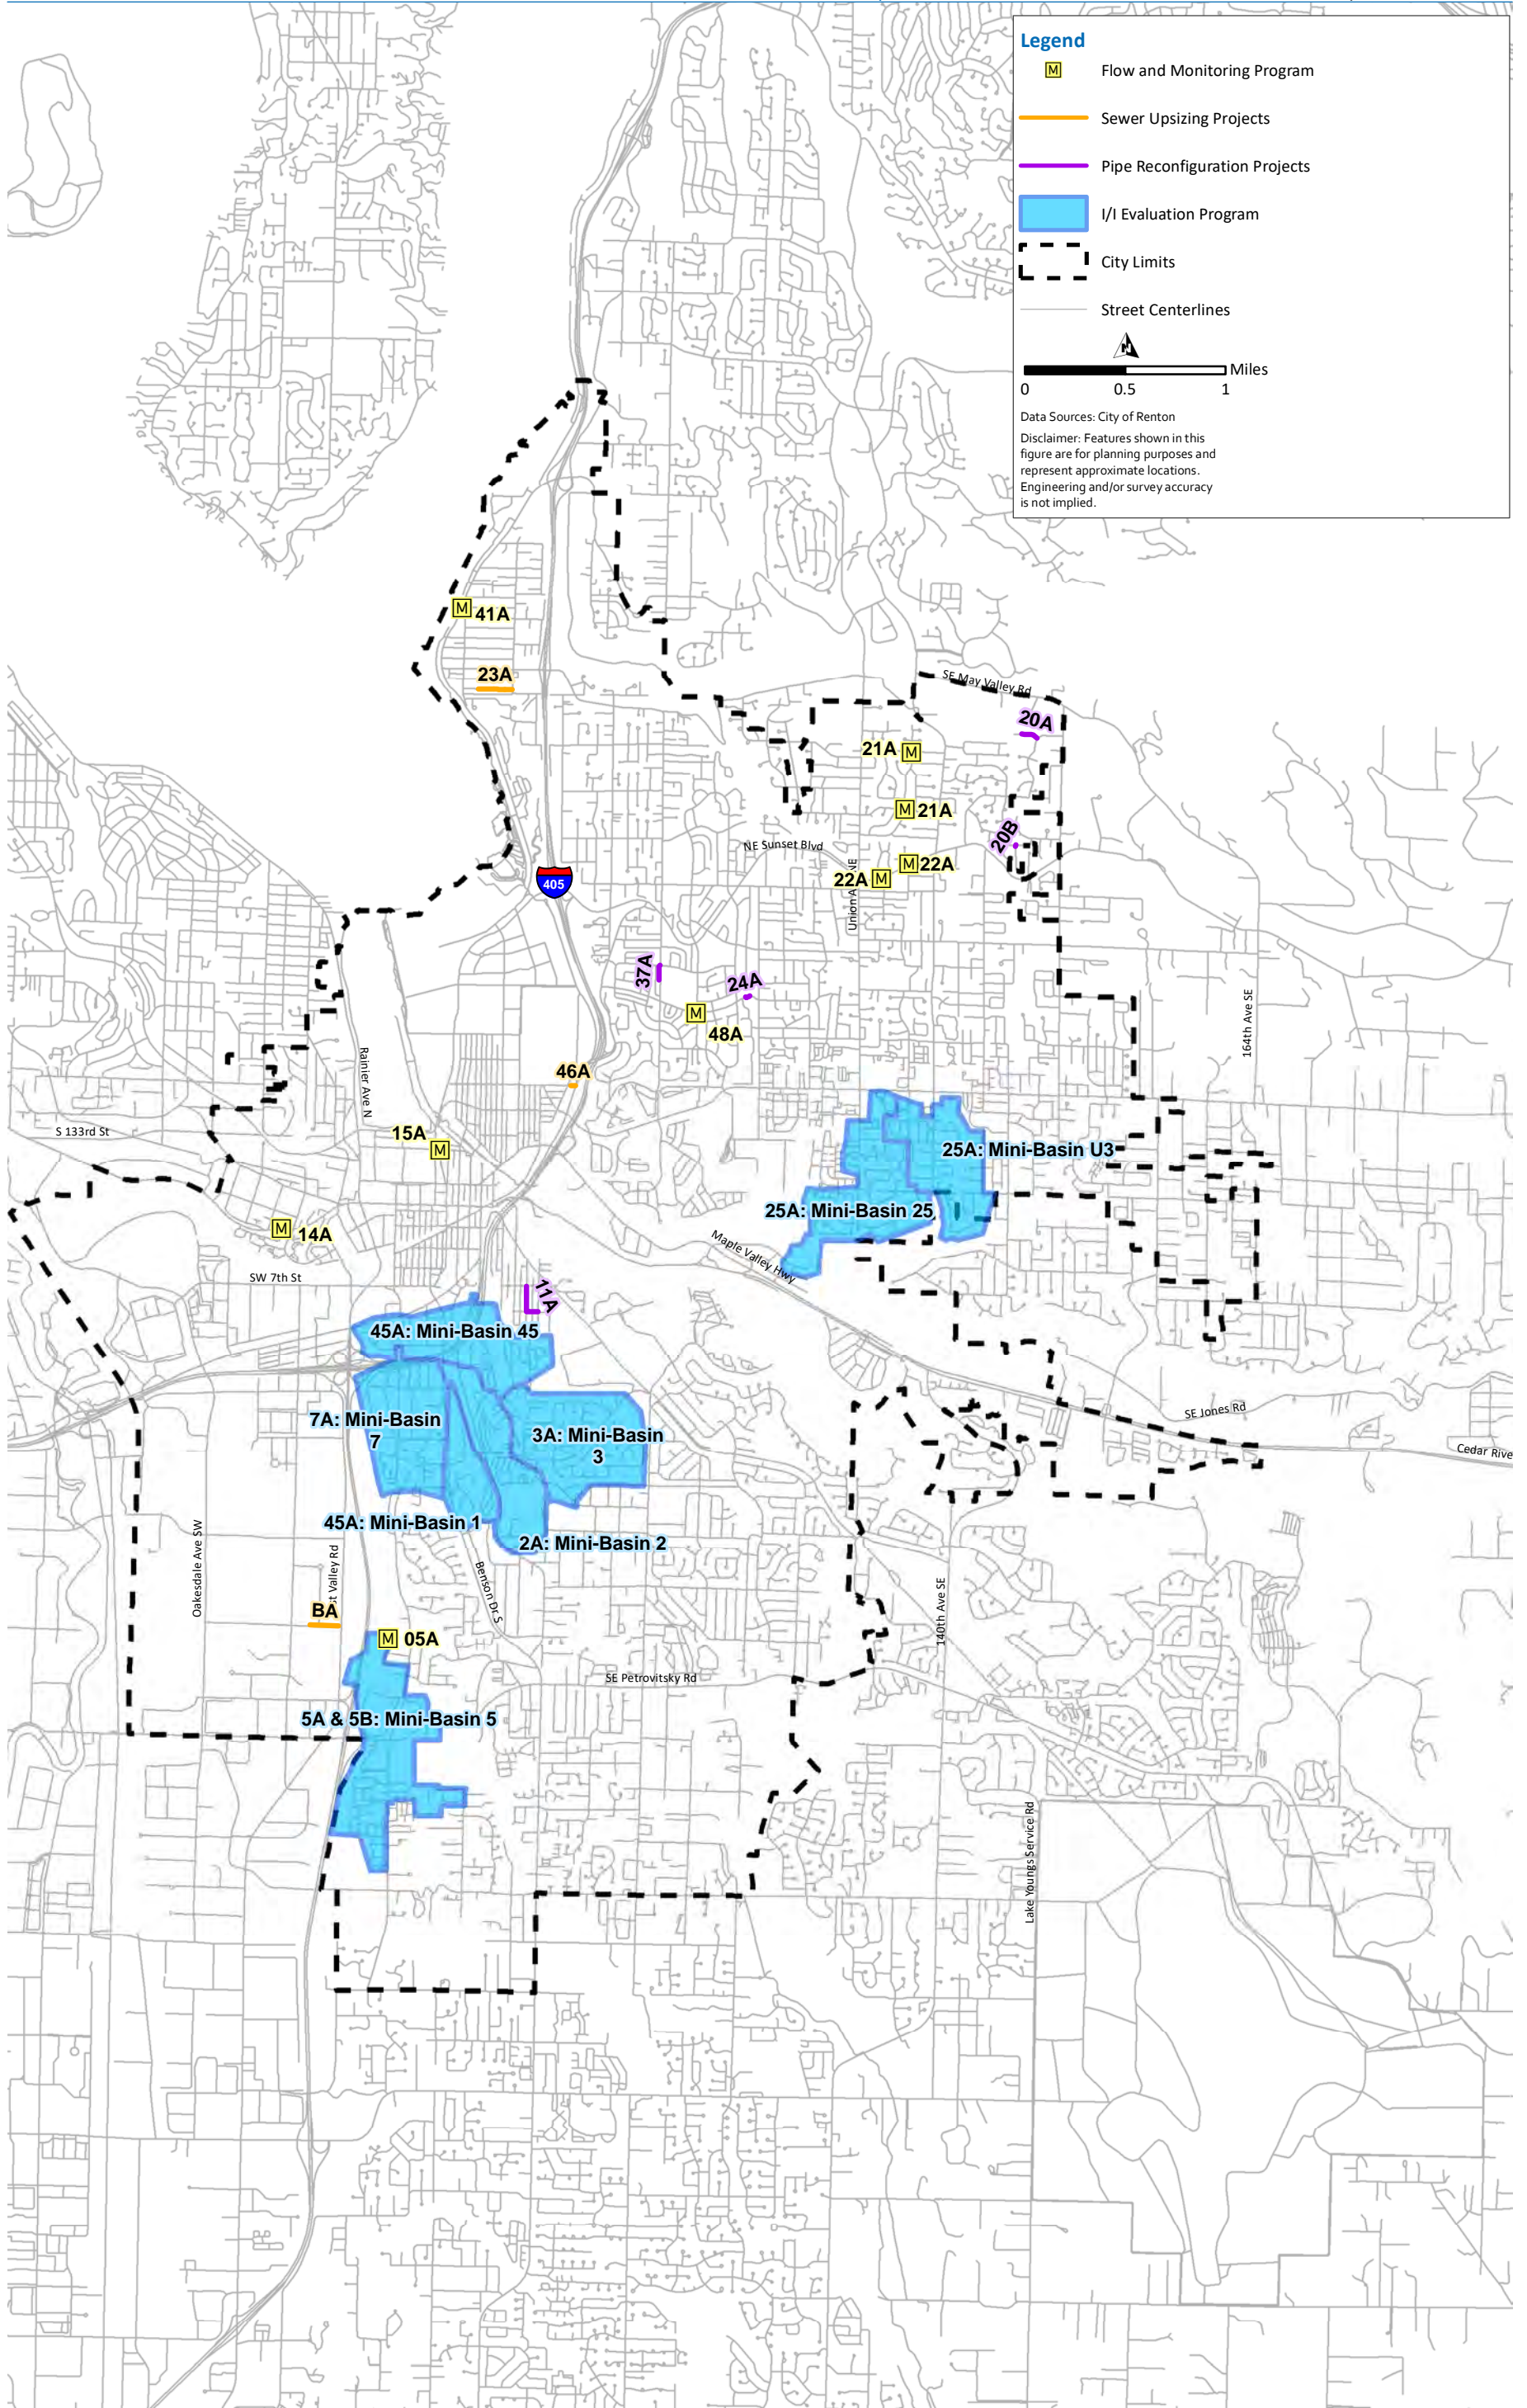 Legend
M Flow and Monitoring Program
Sewer Upsizing Projects
Pipe Reconfiguration Projects
I/I Evaluation Program
City Limits
Street Centerlines
N
Miles
0 0.5 1
Data Sources: City of Renton
Disclaimer: Features shown in this
figure are for planning purposes and
represent approximate locations.
Engineering and/or survey accuracy
is not implied.
M 41A
23A
SE May Valley Rd
20A
21A M
M 21A
20B
NE Sunset Blvd
M 22A
22A M
405
Union A NE
37A
24A
M
48A
164th Ave SE
Rainier Ave N
46A
S 133rd St
15A
M
25A: Mini-Basin U3
25A: Mini-Basin 25
M 14A
Maple Valley Hwy
SW 7th St
11A
45A: Mini-Basin 45
7A: Mini-Basin
7
3A: Mini-Basin
3
SE Jones Rd
Cedar Rive
45A: Mini-Basin 1
2A: Mini-Basin 2
Oakesdale Ave SW
Valley Rd
Benson Dr S
140th Ave SE
BA
M 05A
SE Petrovitsky Rd
5A & 5B: Mini-Basin 5
Lake Youngs Service Rd